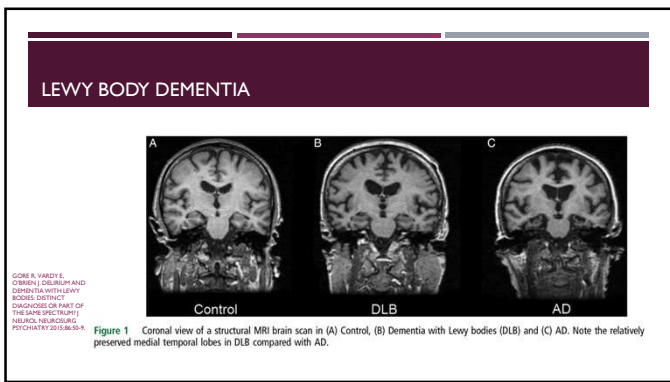 LEWY BODY DEMENTIA
A
B
C
Control
DLB
AD
GORE R, VARDY E,
O'BRIEN J. DELIRIUM AND
DEMENTIA WITH LEWY
BODIES: DISTINCT
DIAGNOSES OR PART OF
THE SAME SPECTRUM? J
NEUROL NEUROSURG
PSYCHIATRY 2015;86:50-9.
Figure 1 Coronal view of a structural MRI brain scan in (A) Control, (B) Dementia with Lewy bodies (DLB) and (C) AD. Note the relatively
preserved medial temporal lobes in DLB compared with AD.